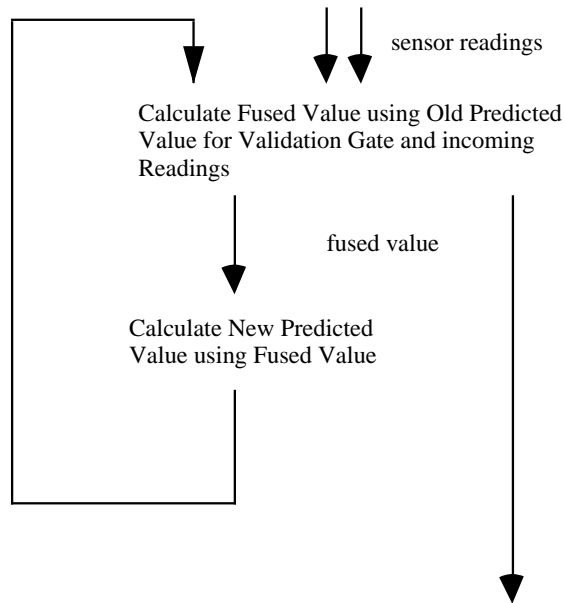 sensor readings
Calculate Fused Value using Old Predicted
Value for Validation Gate and incoming
Readings
fused value
Calculate New Predicted
Value using Fused Value